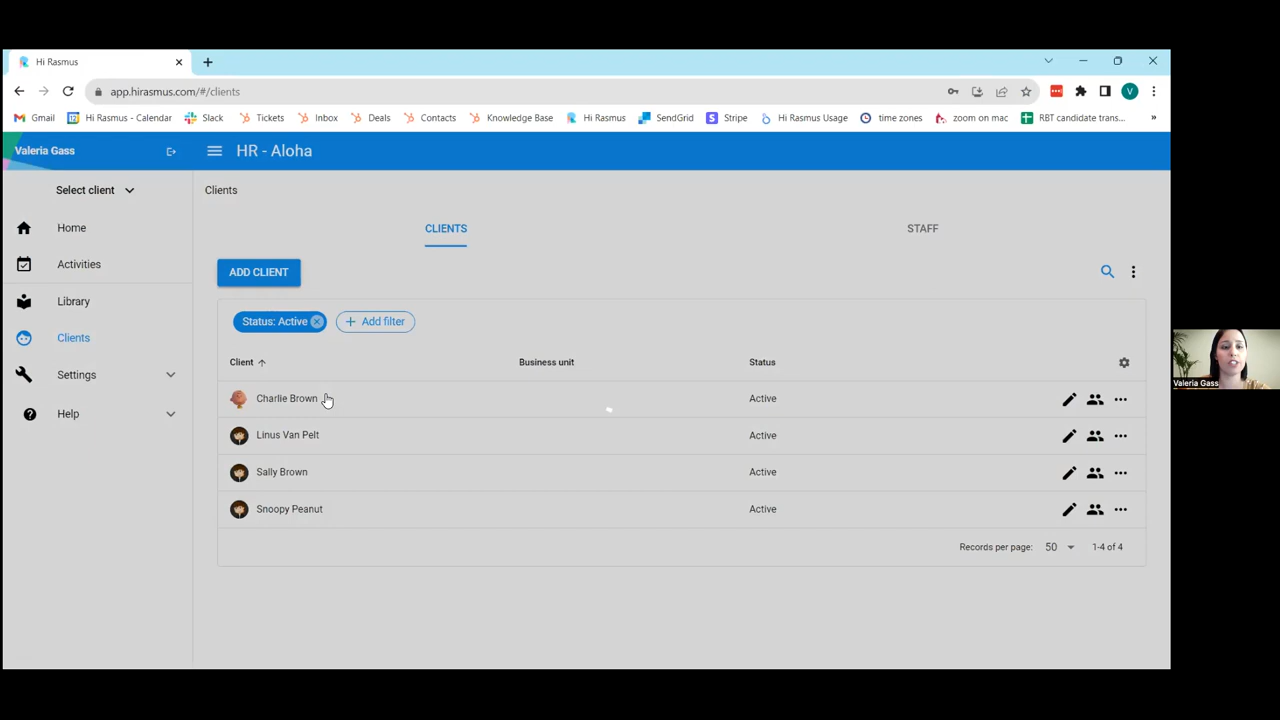 Hi Rasmus
app.hirasmus.com/#/clients
Gmail Hi Rasmus - Calendar Slack Tickets Inbox Deals Contacts Knowledge Base Hi Rasmus SendGrid Stripe Hi Rasmus Usage time zones zoom on mac RBT candidate trans... »
V
Valeria Gass
HR - Aloha
Select client
Home
Activities
Library
Clients
Settings
Help
Clients
CLIENTS STAFF
ADD CLIENT
Status: Active + Add filter
Client Business unit Status
Charlie Brown Active
Linus Van Pelt Active
Sally Brown Active
Snoopy Peanut Active
Records per page: 50 1-4 of 4
Valeria Gass